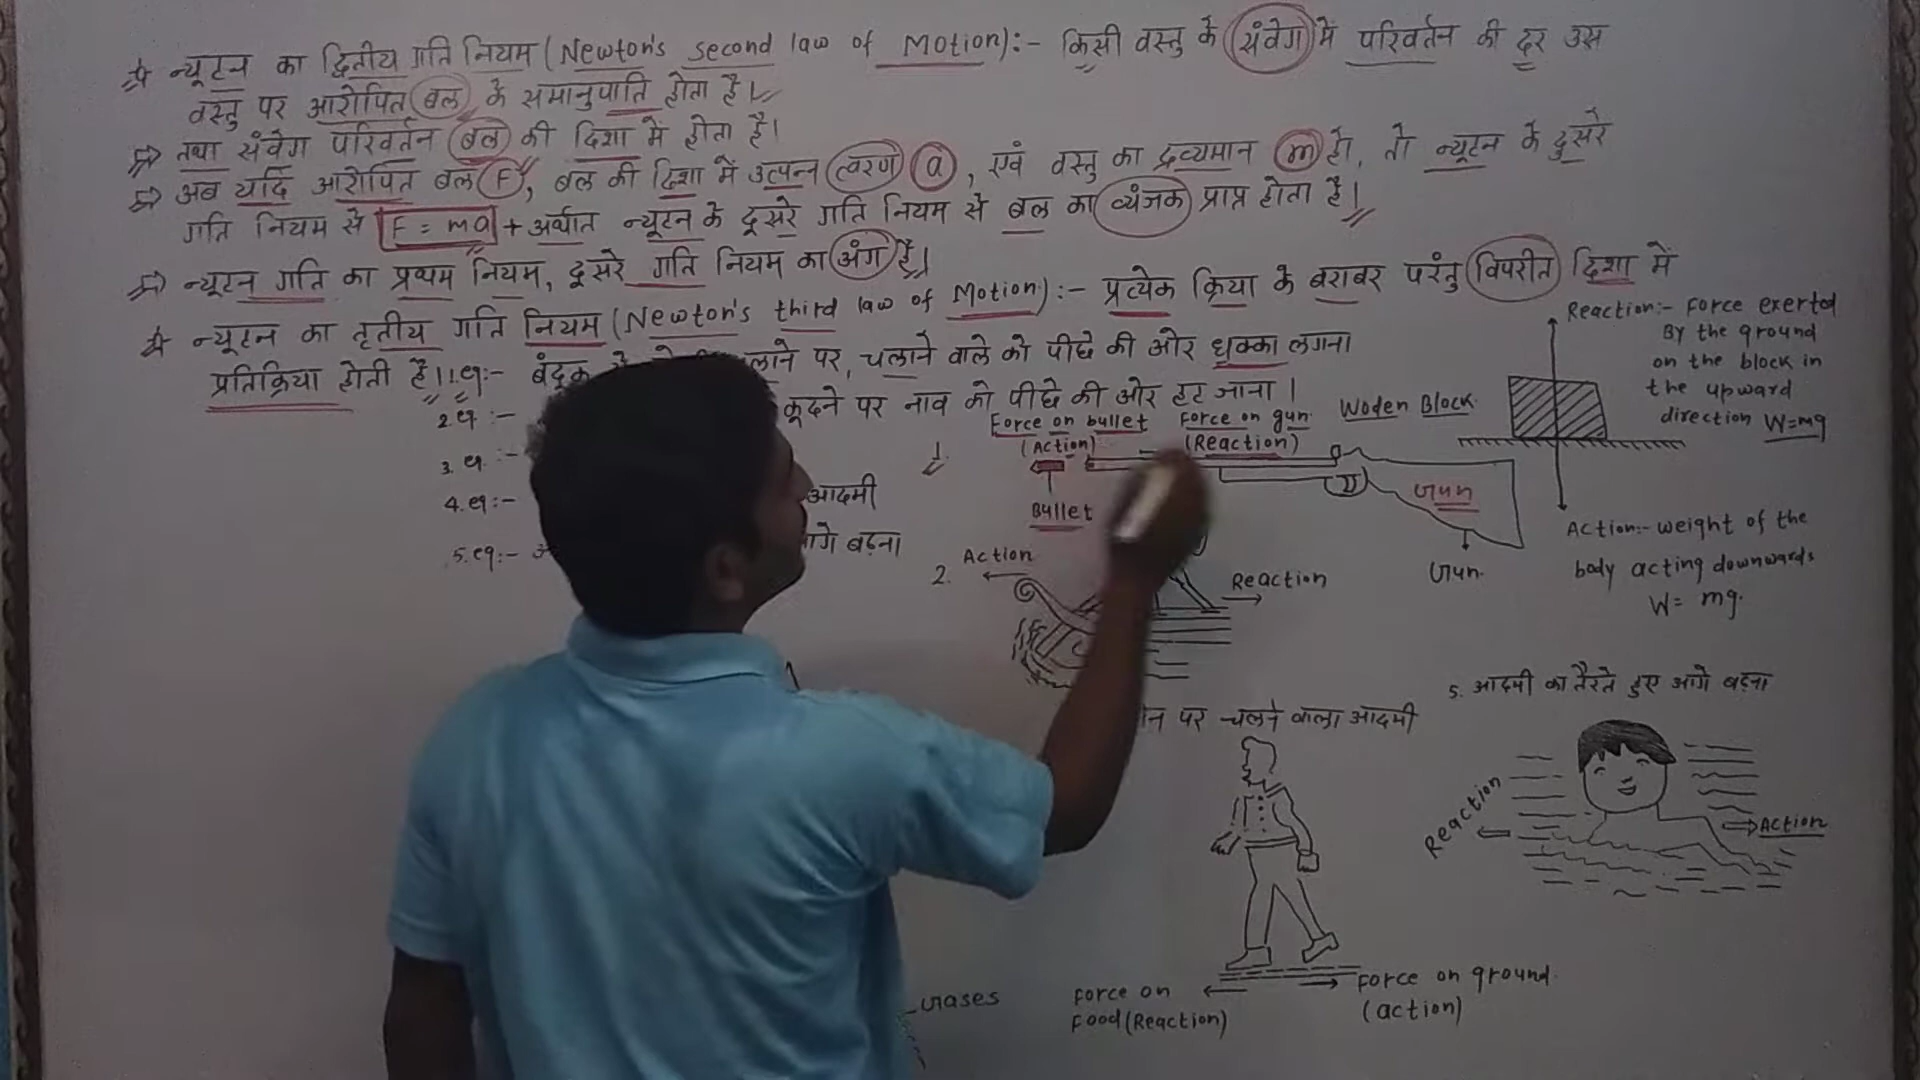 न्यूटन का द्वितीय गति नियम (Newton's second law of Motion):- किसी वस्तु के संवेग में परिवर्तन की दर उस
वस्तु पर आरोपित बल के समानुपाति होता है।
तथा संवेग परिवर्तन बल की दिशा में होता है।
अब यदि आरोपित बल F, बल की दिशा में उत्पन्न त्वरण a, एवं वस्तु का द्रव्यमान m हो, तो न्यूटन के दुसरे
गति नियम से F = ma + अर्थात न्यूटन के दूसरे गति नियम से बल का व्यंजक प्राप्त होता है।
न्यूटन गति का प्रथम नियम, दूसरे गति नियम का अंग है।
न्यूटन का तृतीय गति नियम (Newton's third law of Motion):- प्रत्येक क्रिया के बराबर परंतु विपरीत दिशा में
प्रतिक्रिया होती है। 1.eg:- बंदूक लाने पर, चलाने वाले को पीछे की ओर धक्का लगना
2.eg:- कूदने पर नाव को पीछे की ओर हट जाना।
3.eg:-
4.eg:- आदमी
5.eg:- आगे बढ़ना
1.
Force on bullet
(Action)
Force on gun
(Reaction)
Bullet
Gun
Gun.
Woden Block
Reaction:- Force exerted
By the ground
on the block in
the upward
direction W=mg
Action:- weight of the
body acting downwards
W= mg.
2.
Action
Reaction
पर चलने वाला आदमी
Force on
Food (Reaction)
Force on ground.
(action)
5. आदमी का तैरते हुए आगे बढ़ना
Reaction
Action
Gases